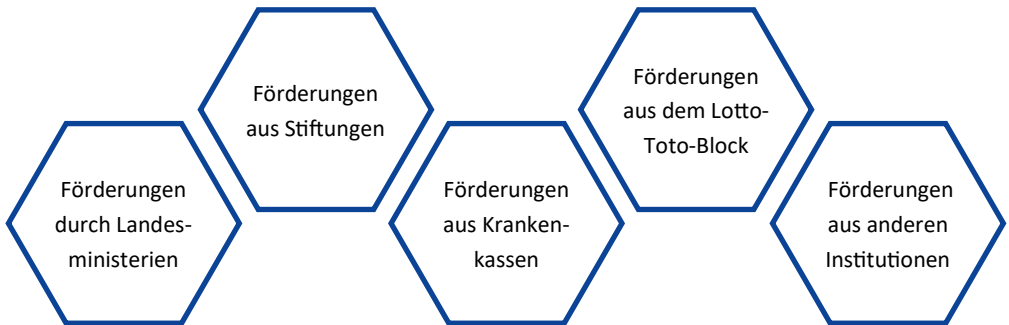 Förderungen
durch Landes-
ministerien
Förderungen
aus Stiftungen
Förderungen
aus Kranken-
kassen
Förderungen
aus dem Lotto-
Toto-Block
Förderungen
aus anderen
Institutionen